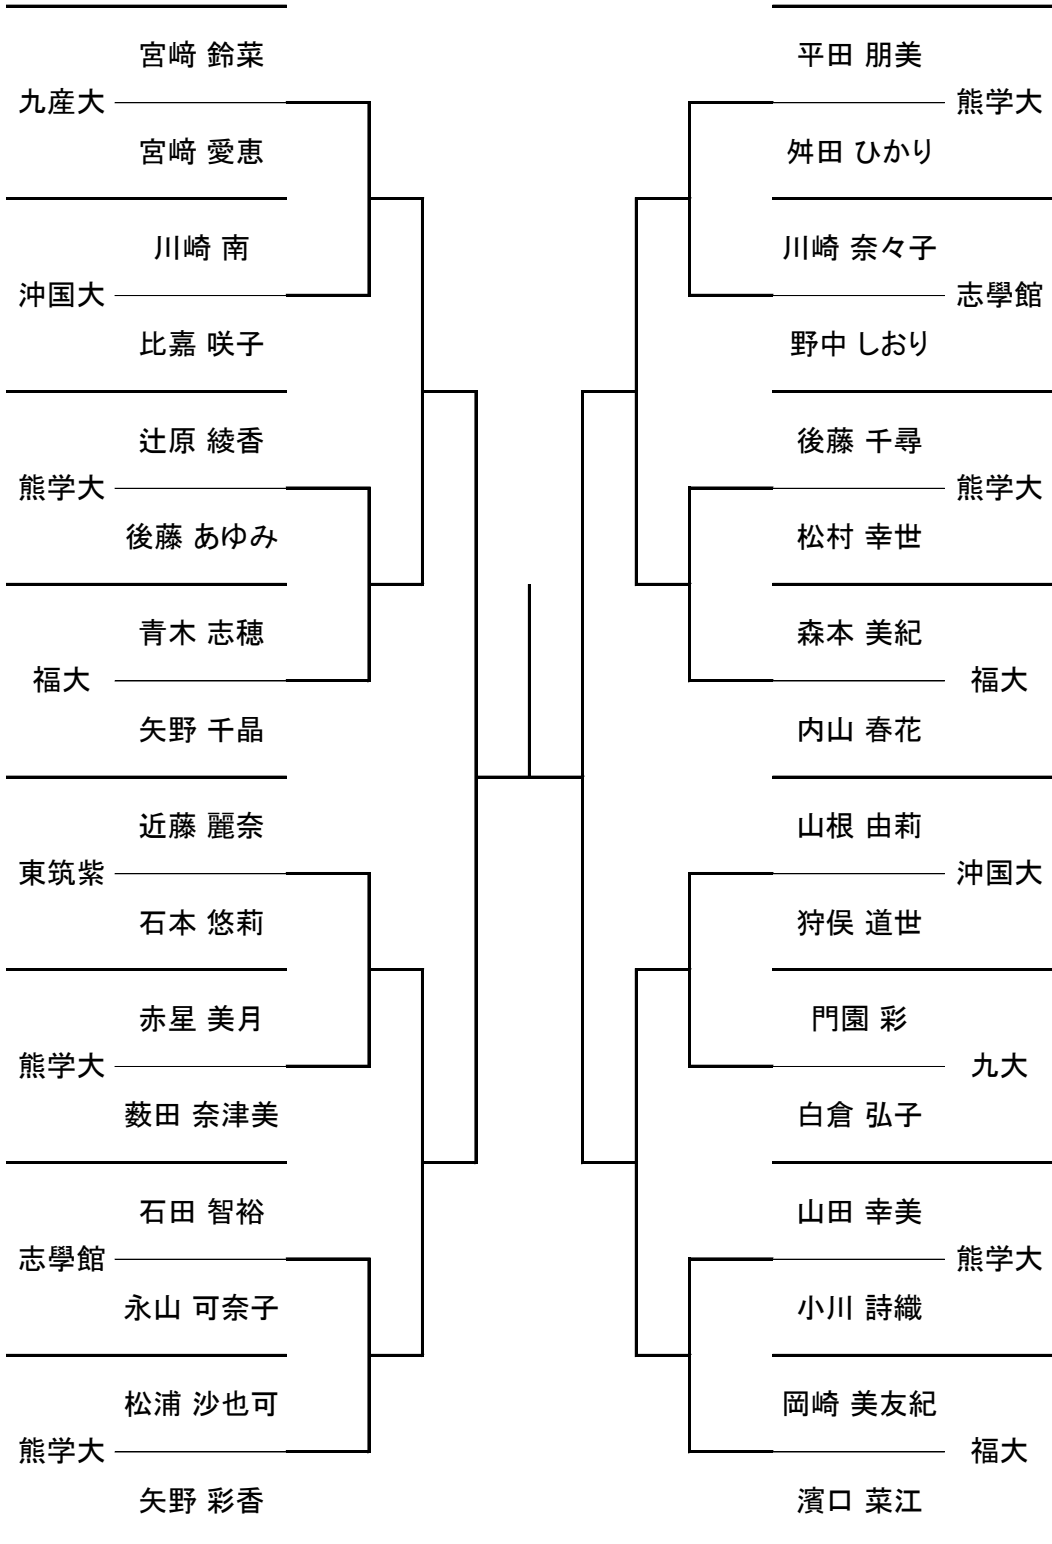 宮﨑 鈴菜
九産大
宮﨑 愛恵
川崎 南
沖国大
比嘉 咲子
辻原 綾香
熊学大
後藤 あゆみ
青木 志穂
福大
矢野 千晶
近藤 麗奈
東筑紫
石本 悠莉
赤星 美月
熊学大
薮田 奈津美
石田 智裕
志學館
永山 可奈子
松浦 沙也可
熊学大
矢野 彩香
平田 朋美
熊学大
舛田 ひかり
川崎 奈々子
志學館
野中 しおり
後藤 千尋
熊学大
松村 幸世
森本 美紀
福大
内山 春花
山根 由莉
沖国大
狩俣 道世
門園 彩
九大
白倉 弘子
山田 幸美
熊学大
小川 詩織
岡崎 美友紀
福大
濱口 菜江